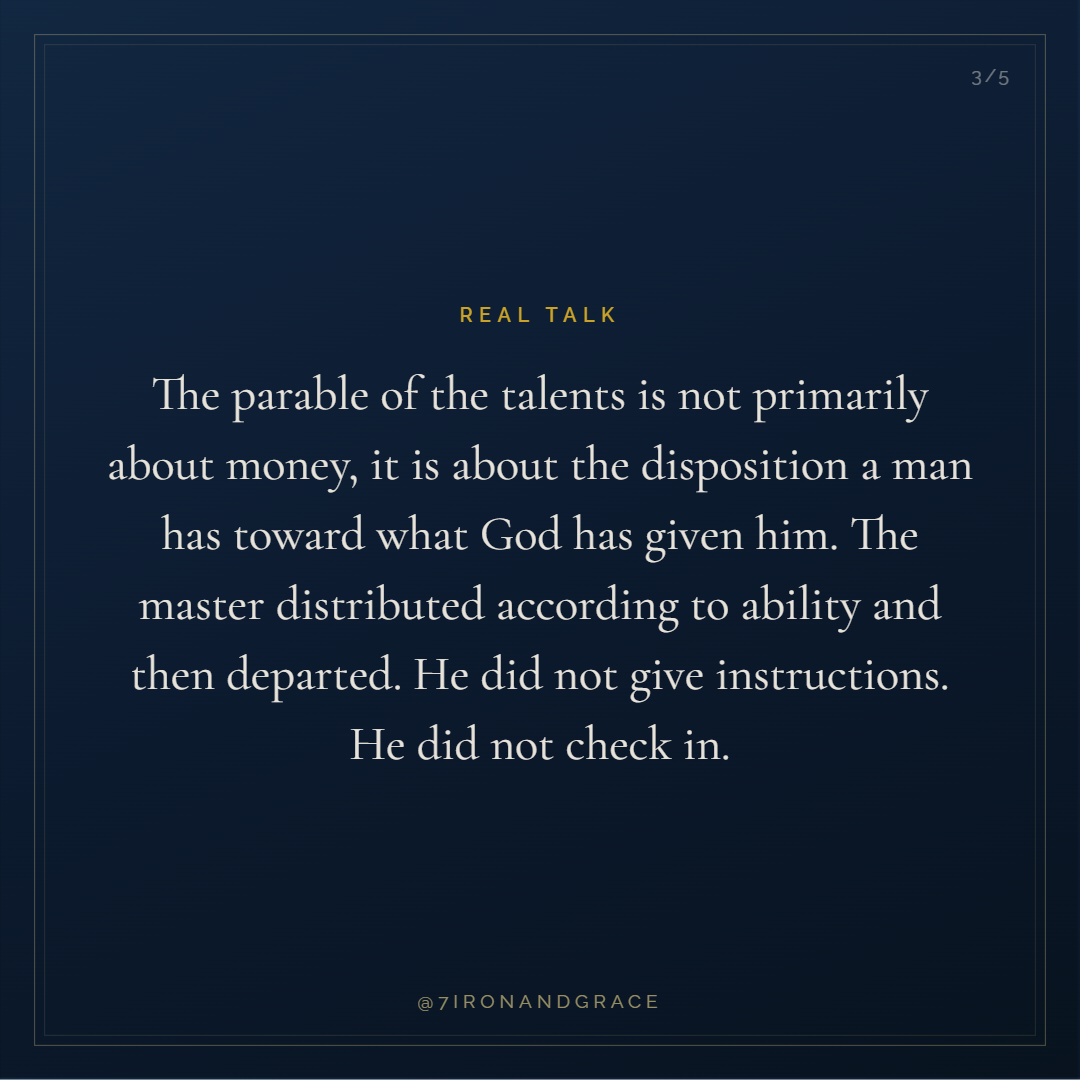 3/5
REAL TALK
The parable of the talents is not primarily
about money, it is about the disposition a man
has toward what God has given him. The
master distributed according to ability and
then departed. He did not give instructions.
He did not check in.
@7IRONANDGRACE